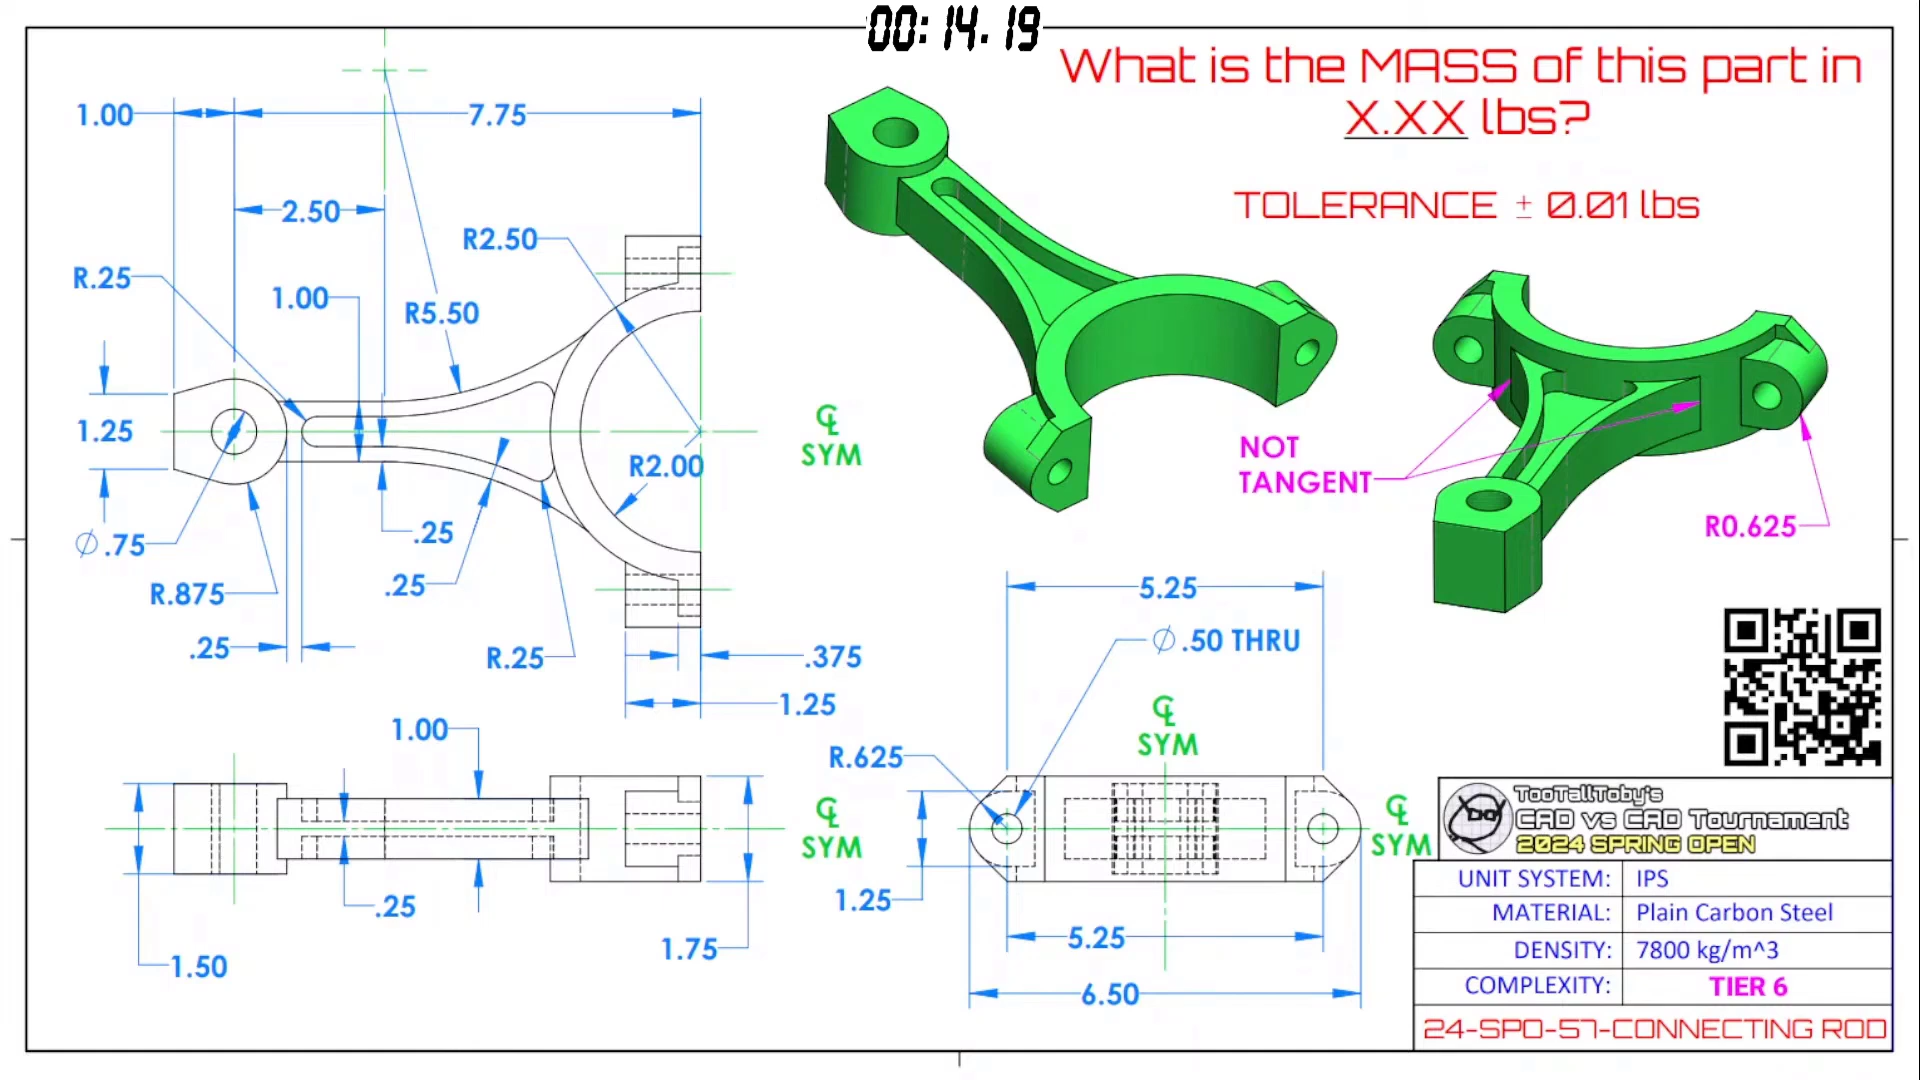 00:14.19
What is the MASS of this part in
X.XX lbs?
TOLERANCE ± 0.01 lbs
1.00
7.75
2.50
R2.50
R.25
1.00
R5.50
1.25
℄
SYM
R2.00
NOT
TANGENT
R0.625
∅.75
.25
.25
R.875
.25
R.25
.375
1.25
5.25
∅.50 THRU
1.00
℄
SYM
R.625
℄
SYM
℄
SYM
.25
1.25
1.75
5.25
1.50
6.50
TooTallToby's
CAD vs CAD Tournament
2024 SPRING OPEN
UNIT SYSTEM: IPS
MATERIAL: Plain Carbon Steel
DENSITY: 7800 kg/m^3
COMPLEXITY: TIER 6
24-SPO-57-CONNECTING ROD